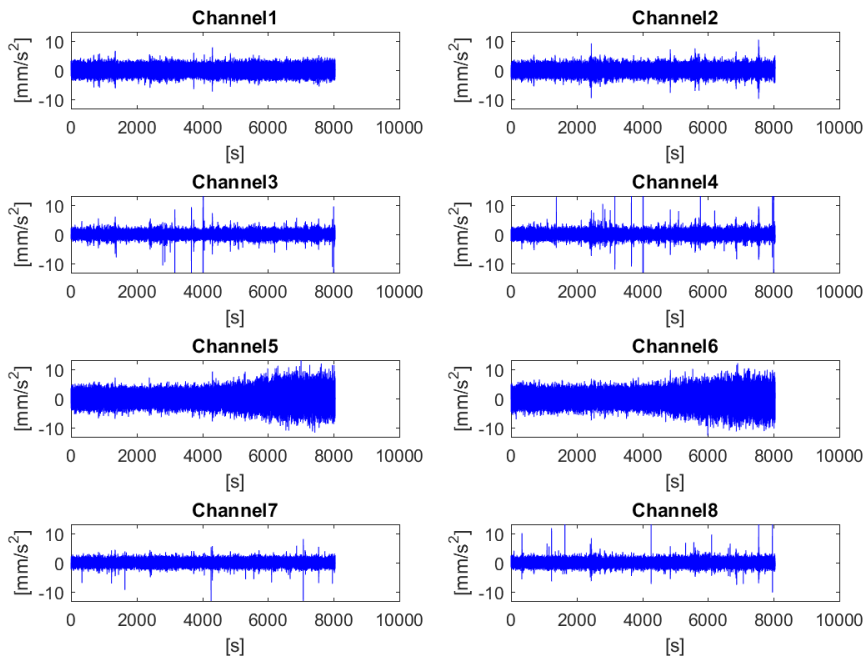 Channel1 Channel2
10 10
[mm/s²] 0 [mm/s²] 0
-10 -10
0 2000 4000 6000 8000 10000 0 2000 4000 6000 8000 10000
[s] [s]
Channel3 Channel4
10 10
[mm/s²] 0 [mm/s²] 0
-10 -10
0 2000 4000 6000 8000 10000 0 2000 4000 6000 8000 10000
[s] [s]
Channel5 Channel6
10 10
[mm/s²] 0 [mm/s²] 0
-10 -10
0 2000 4000 6000 8000 10000 0 2000 4000 6000 8000 10000
[s] [s]
Channel7 Channel8
10 10
[mm/s²] 0 [mm/s²] 0
-10 -10
0 2000 4000 6000 8000 10000 0 2000 4000 6000 8000 10000
[s] [s]